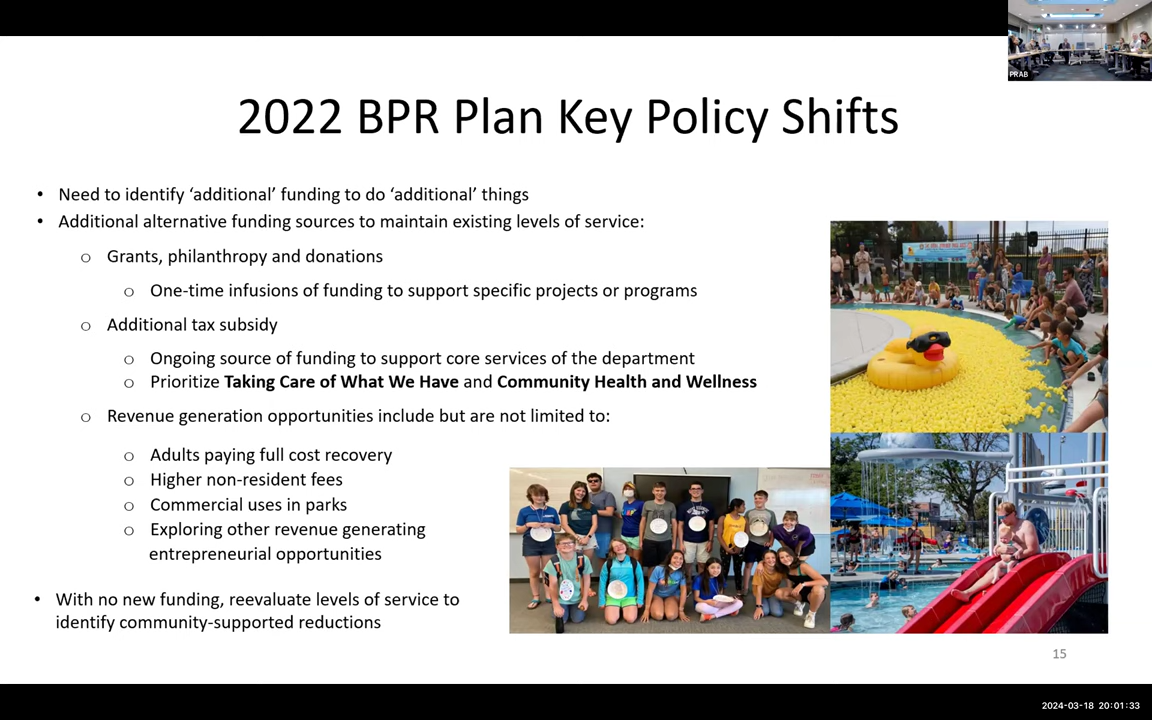 PRAB
2022 BPR Plan Key Policy Shifts
• Need to identify ‘additional’ funding to do ‘additional’ things
• Additional alternative funding sources to maintain existing levels of service:
o Grants, philanthropy and donations
o One-time infusions of funding to support specific projects or programs
o Additional tax subsidy
o Ongoing source of funding to support core services of the department
o Prioritize Taking Care of What We Have and Community Health and Wellness
o Revenue generation opportunities include but are not limited to:
o Adults paying full cost recovery
o Higher non-resident fees
o Commercial uses in parks
o Exploring other revenue generating
entrepreneurial opportunities
• With no new funding, reevaluate levels of service to
identify community-supported reductions
15
2024-03-18 20:01:33